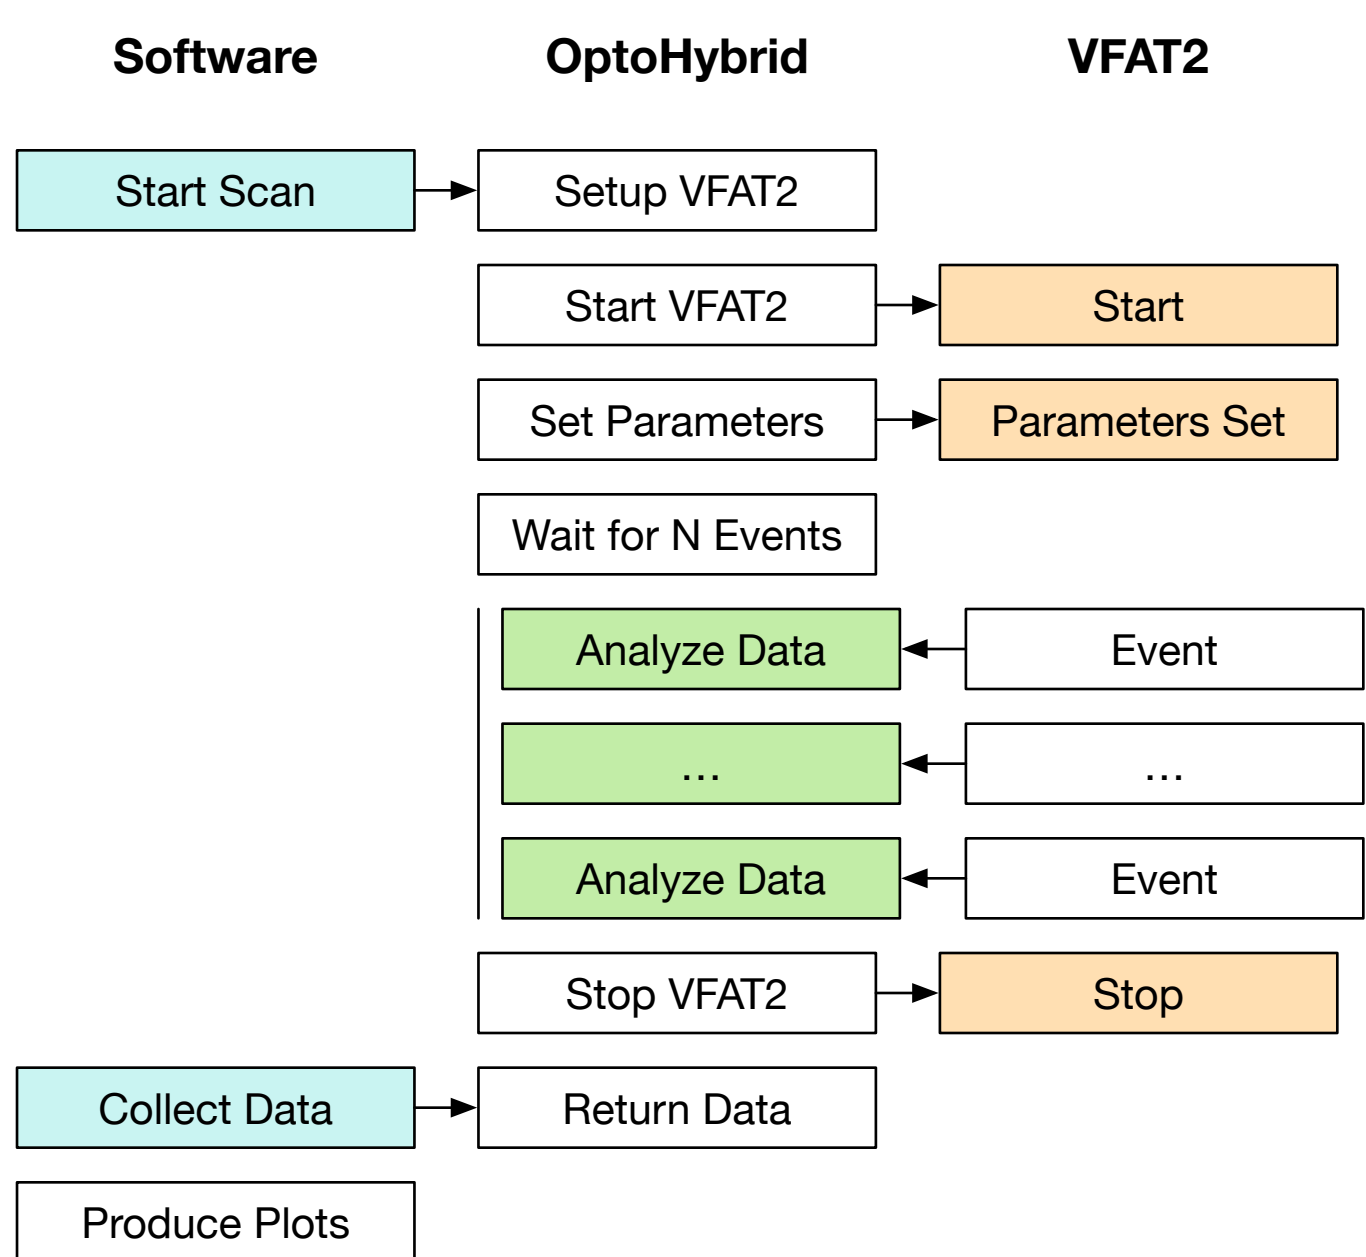 Software OptoHybrid VFAT2
Start Scan Setup VFAT2
Start VFAT2 Start
Set Parameters Parameters Set
Wait for N Events
Analyze Data Event
... ...
Analyze Data Event
Stop VFAT2 Stop
Collect Data Return Data
Produce Plots